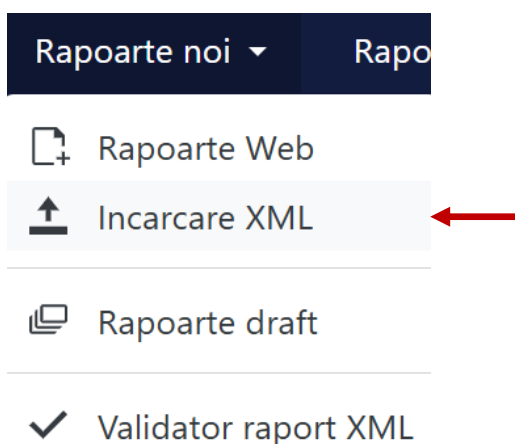 Rapoarte noi Rapo
Rapoarte Web
Incarcare XML
Rapoarte draft
Validator raport XML